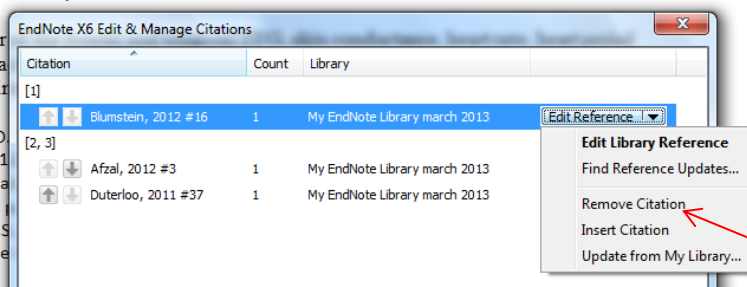 EndNote X6 Edit & Manage Citations
Citation Count Library
[1]
Blumstein, 2012 #16 1 My EndNote Library march 2013 Edit Reference
[2, 3]
Afzal, 2012 #3 1 My EndNote Library march 2013
Duterloo, 2011 #37 1 My EndNote Library march 2013
Edit Library Reference
Find Reference Updates...
Remove Citation
Insert Citation
Update from My Library...